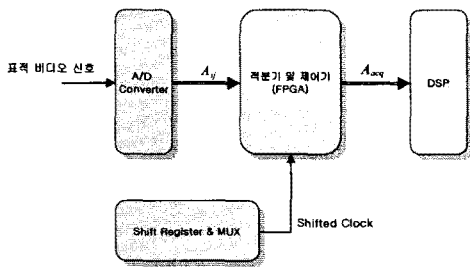 표적 비디오 신호
A/D
Converter
A_ij
적분기 및 제어기
(FPGA)
A_acq
DSP
Shift Register & MUX
Shifted Clock